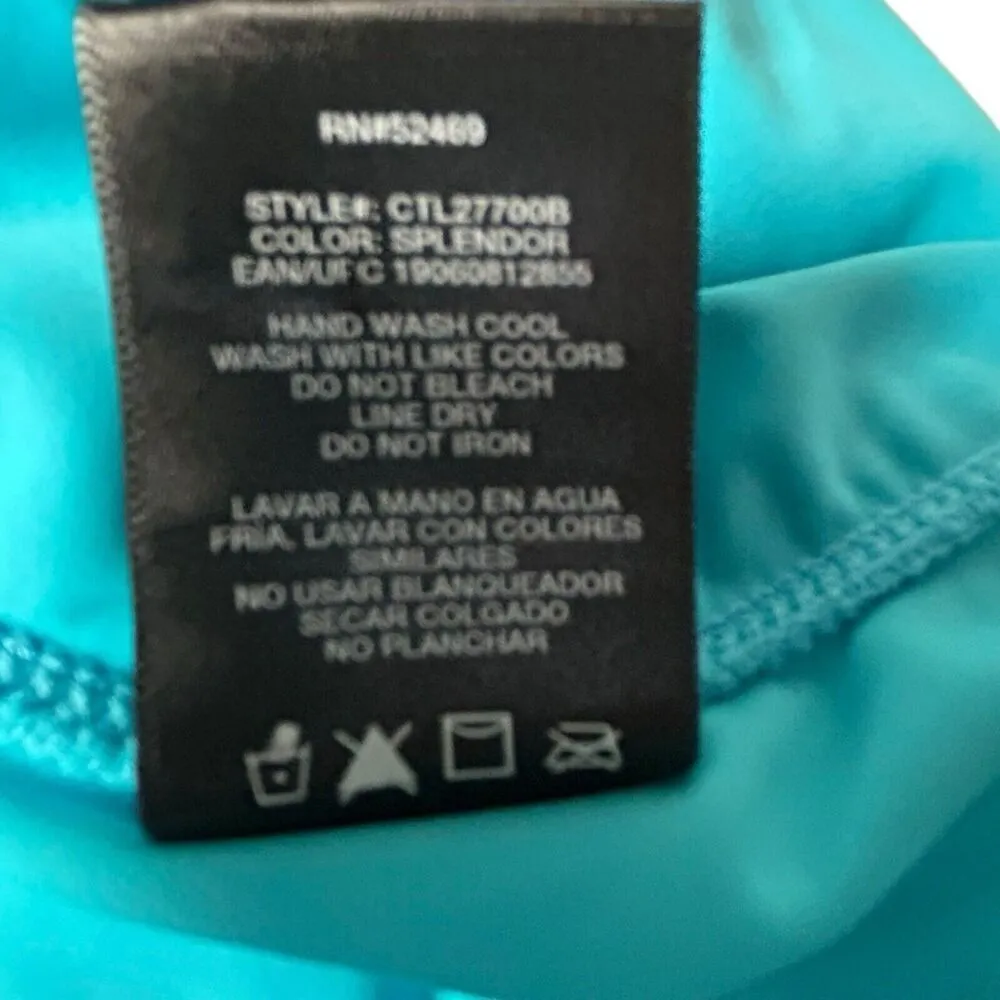 RN#52469
STYLE#: CTL27700B
COLOR: SPLENDOR
EAN/UPC 19060812855
HAND WASH COOL
WASH WITH LIKE COLORS
DO NOT BLEACH
LINE DRY
DO NOT IRON
LAVAR A MANO EN AGUA
FRÍA. LAVAR CON COLORES
SIMILARES
NO USAR BLANQUEADOR
SECAR COLGADO
NO PLANCHAR